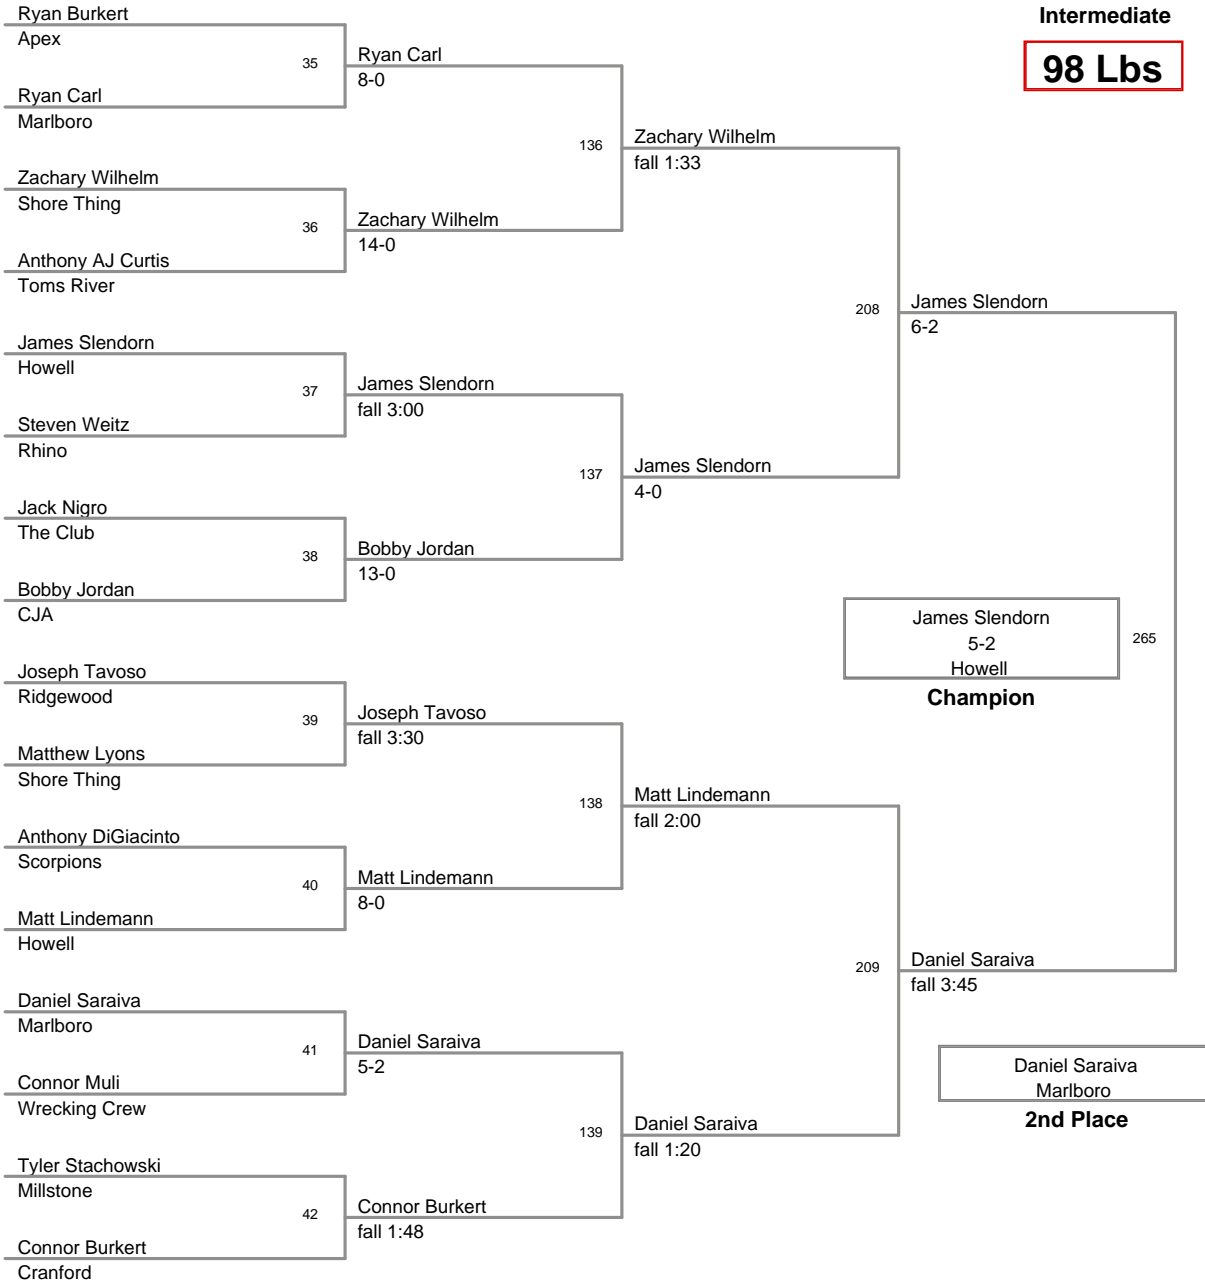 Ryan Burkert
Apex
35
Ryan Carl
Marlboro
Ryan Carl
8-0
Zachary Wilhelm
Shore Thing
36
Anthony AJ Curtis
Toms River
Zachary Wilhelm
14-0
136
Zachary Wilhelm
fall 1:33
James Slendorn
Howell
37
Steven Weitz
Rhino
James Slendorn
fall 3:00
Jack Nigro
The Club
38
Bobby Jordan
CJA
Bobby Jordan
13-0
137
James Slendorn
4-0
208
James Slendorn
6-2
Joseph Tavoso
Ridgewood
39
Matthew Lyons
Shore Thing
Joseph Tavoso
fall 3:30
Anthony DiGiacinto
Scorpions
40
Matt Lindemann
Howell
Matt Lindemann
8-0
138
Matt Lindemann
fall 2:00
Daniel Saraiva
Marlboro
41
Connor Muli
Wrecking Crew
Daniel Saraiva
5-2
Tyler Stachowski
Millstone
42
Connor Burkert
Cranford
Connor Burkert
fall 1:48
139
Daniel Saraiva
fall 1:20
209
Daniel Saraiva
fall 3:45
Intermediate
98 Lbs
James Slendorn
5-2
Howell
265
Champion
Daniel Saraiva
Marlboro
2nd Place